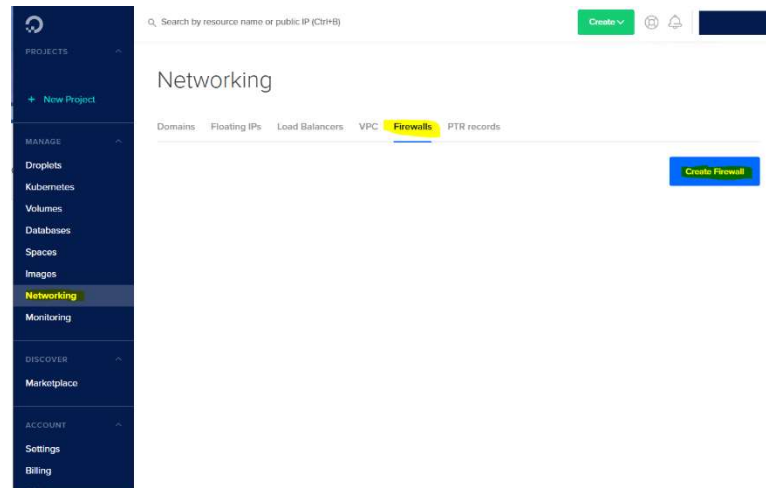 Search by resource name or public IP (Ctrl+B)
Create
PROJECTS
+ New Project
Networking
Domains Floating IPs Load Balancers VPC Firewalls PTR records
Create Firewall
MANAGE
Droplets
Kubernetes
Volumes
Databases
Spaces
Images
Networking
Monitoring
DISCOVER
Marketplace
ACCOUNT
Settings
Billing